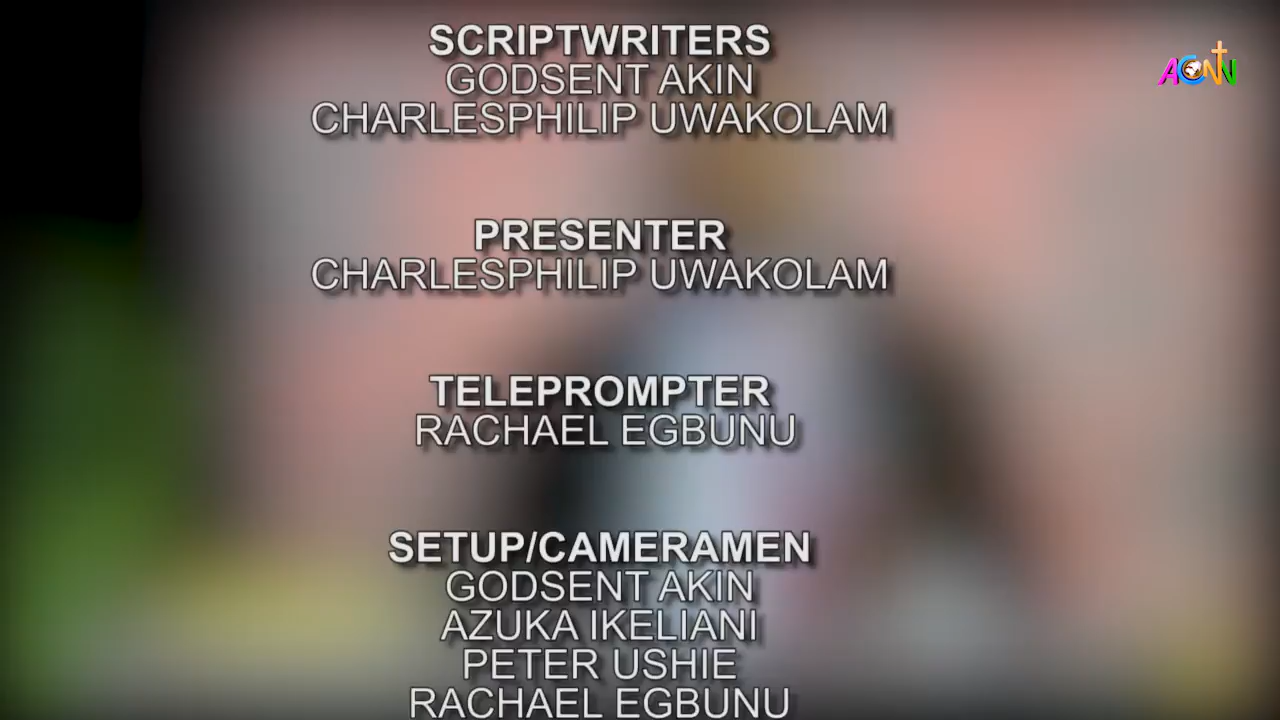 SCRIPTWRITERS
GODSENT AKIN
CHARLESPHILIP UWAKOLAM
ACNN
PRESENTER
CHARLESPHILIP UWAKOLAM
TELEPROMPTER
RACHAEL EGBUNU
SETUP/CAMERAMEN
GODSENT AKIN
AZUKA IKELIANI
PETER USHIE
RACHAEL EGBUNU